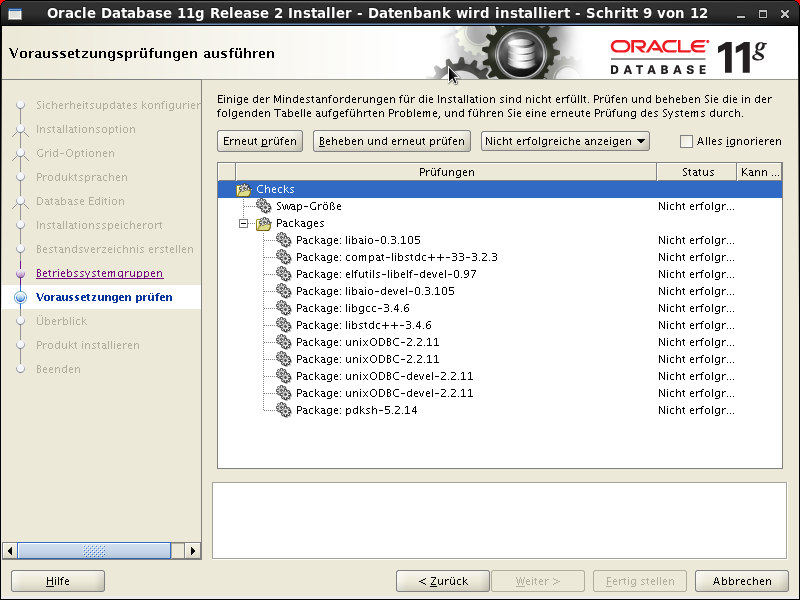 Oracle Database 11g Release 2 Installer - Datenbank wird installiert - Schritt 9 von 12
Voraussetzungsprüfungen ausführen
ORACLE
DATABASE
11g
Sicherheitsupdates konfigurier
Installationsoption
Grid-Optionen
Produktsprachen
Database Edition
Installationsspeicherort
Bestandsverzeichnis erstellen
Betriebssystemgruppen
Voraussetzungen prüfen
Überblick
Produkt installieren
Beenden
Einige der Mindestanforderungen für die Installation sind nicht erfüllt. Prüfen und beheben Sie die in der
folgenden Tabelle aufgeführten Probleme, und führen Sie eine erneute Prüfung des Systems durch.
Erneut prüfen Beheben und erneut prüfen Nicht erfolgreiche anzeigen Alles ignorieren
Prüfungen Status Kann ...
Checks
Swap-Größe Nicht erfolgr...
Packages
Package: libaio-0.3.105 Nicht erfolgr...
Package: compat-libstdc++-33-3.2.3 Nicht erfolgr...
Package: elfutils-libelf-devel-0.97 Nicht erfolgr...
Package: libaio-devel-0.3.105 Nicht erfolgr...
Package: libgcc-3.4.6 Nicht erfolgr...
Package: libstdc++-3.4.6 Nicht erfolgr...
Package: unixODBC-2.2.11 Nicht erfolgr...
Package: unixODBC-2.2.11 Nicht erfolgr...
Package: unixODBC-devel-2.2.11 Nicht erfolgr...
Package: unixODBC-devel-2.2.11 Nicht erfolgr...
Package: pdksh-5.2.14 Nicht erfolgr...
Hilfe < Zurück Weiter > Fertig stellen Abbrechen